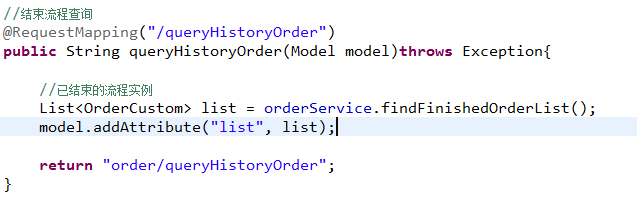 //结束流程查询
@RequestMapping("/queryHistoryOrder")
public String queryHistoryOrder(Model model)throws Exception{
//已结束的流程实例
List<OrderCustom> list = orderService.findFinishedOrderList();
model.addAttribute("list", list);
return "order/queryHistoryOrder";
}